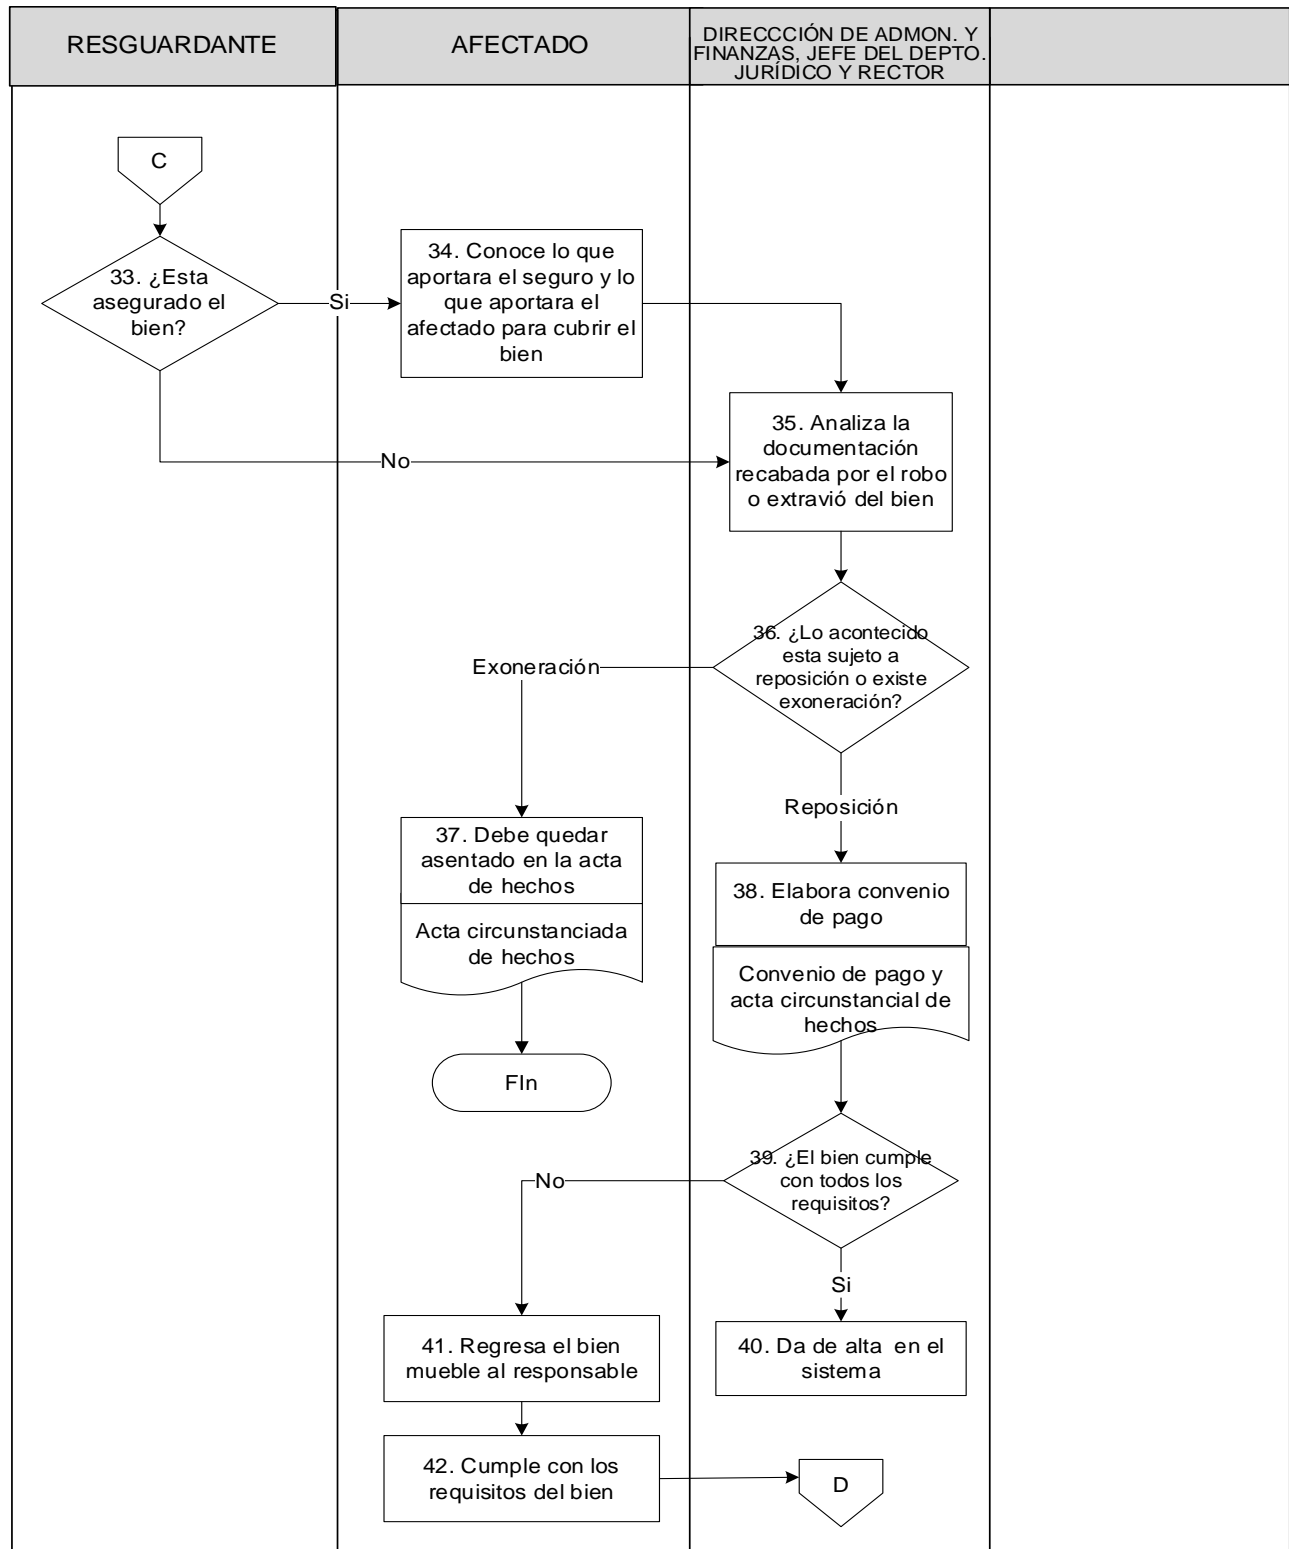 RESGUARDANTE
AFECTADO
DIRECCCIÓN DE ADMON. Y
FINANZAS, JEFE DEL DEPTO.
JURÍDICO Y RECTOR
C
33. ¿Esta
asegurado el
bien?
Si
34. Conoce lo que
aportara el seguro y lo
que aportara el
afectado para cubrir el
bien
No
35. Analiza la
documentación
recabada por el robo
o extravió del bien
36. ¿Lo acontecido
esta sujeto a
reposición o existe
exoneración?
Exoneración
Reposición
37. Debe quedar
asentado en la acta
de hechos
Acta circunstanciada
de hechos
FIn
38. Elabora convenio
de pago
Convenio de pago y
acta circunstancial de
hechos
39. ¿El bien cumple
con todos los
requisitos?
No
Si
40. Da de alta en el
sistema
41. Regresa el bien
mueble al responsable
42. Cumple con los
requisitos del bien
D